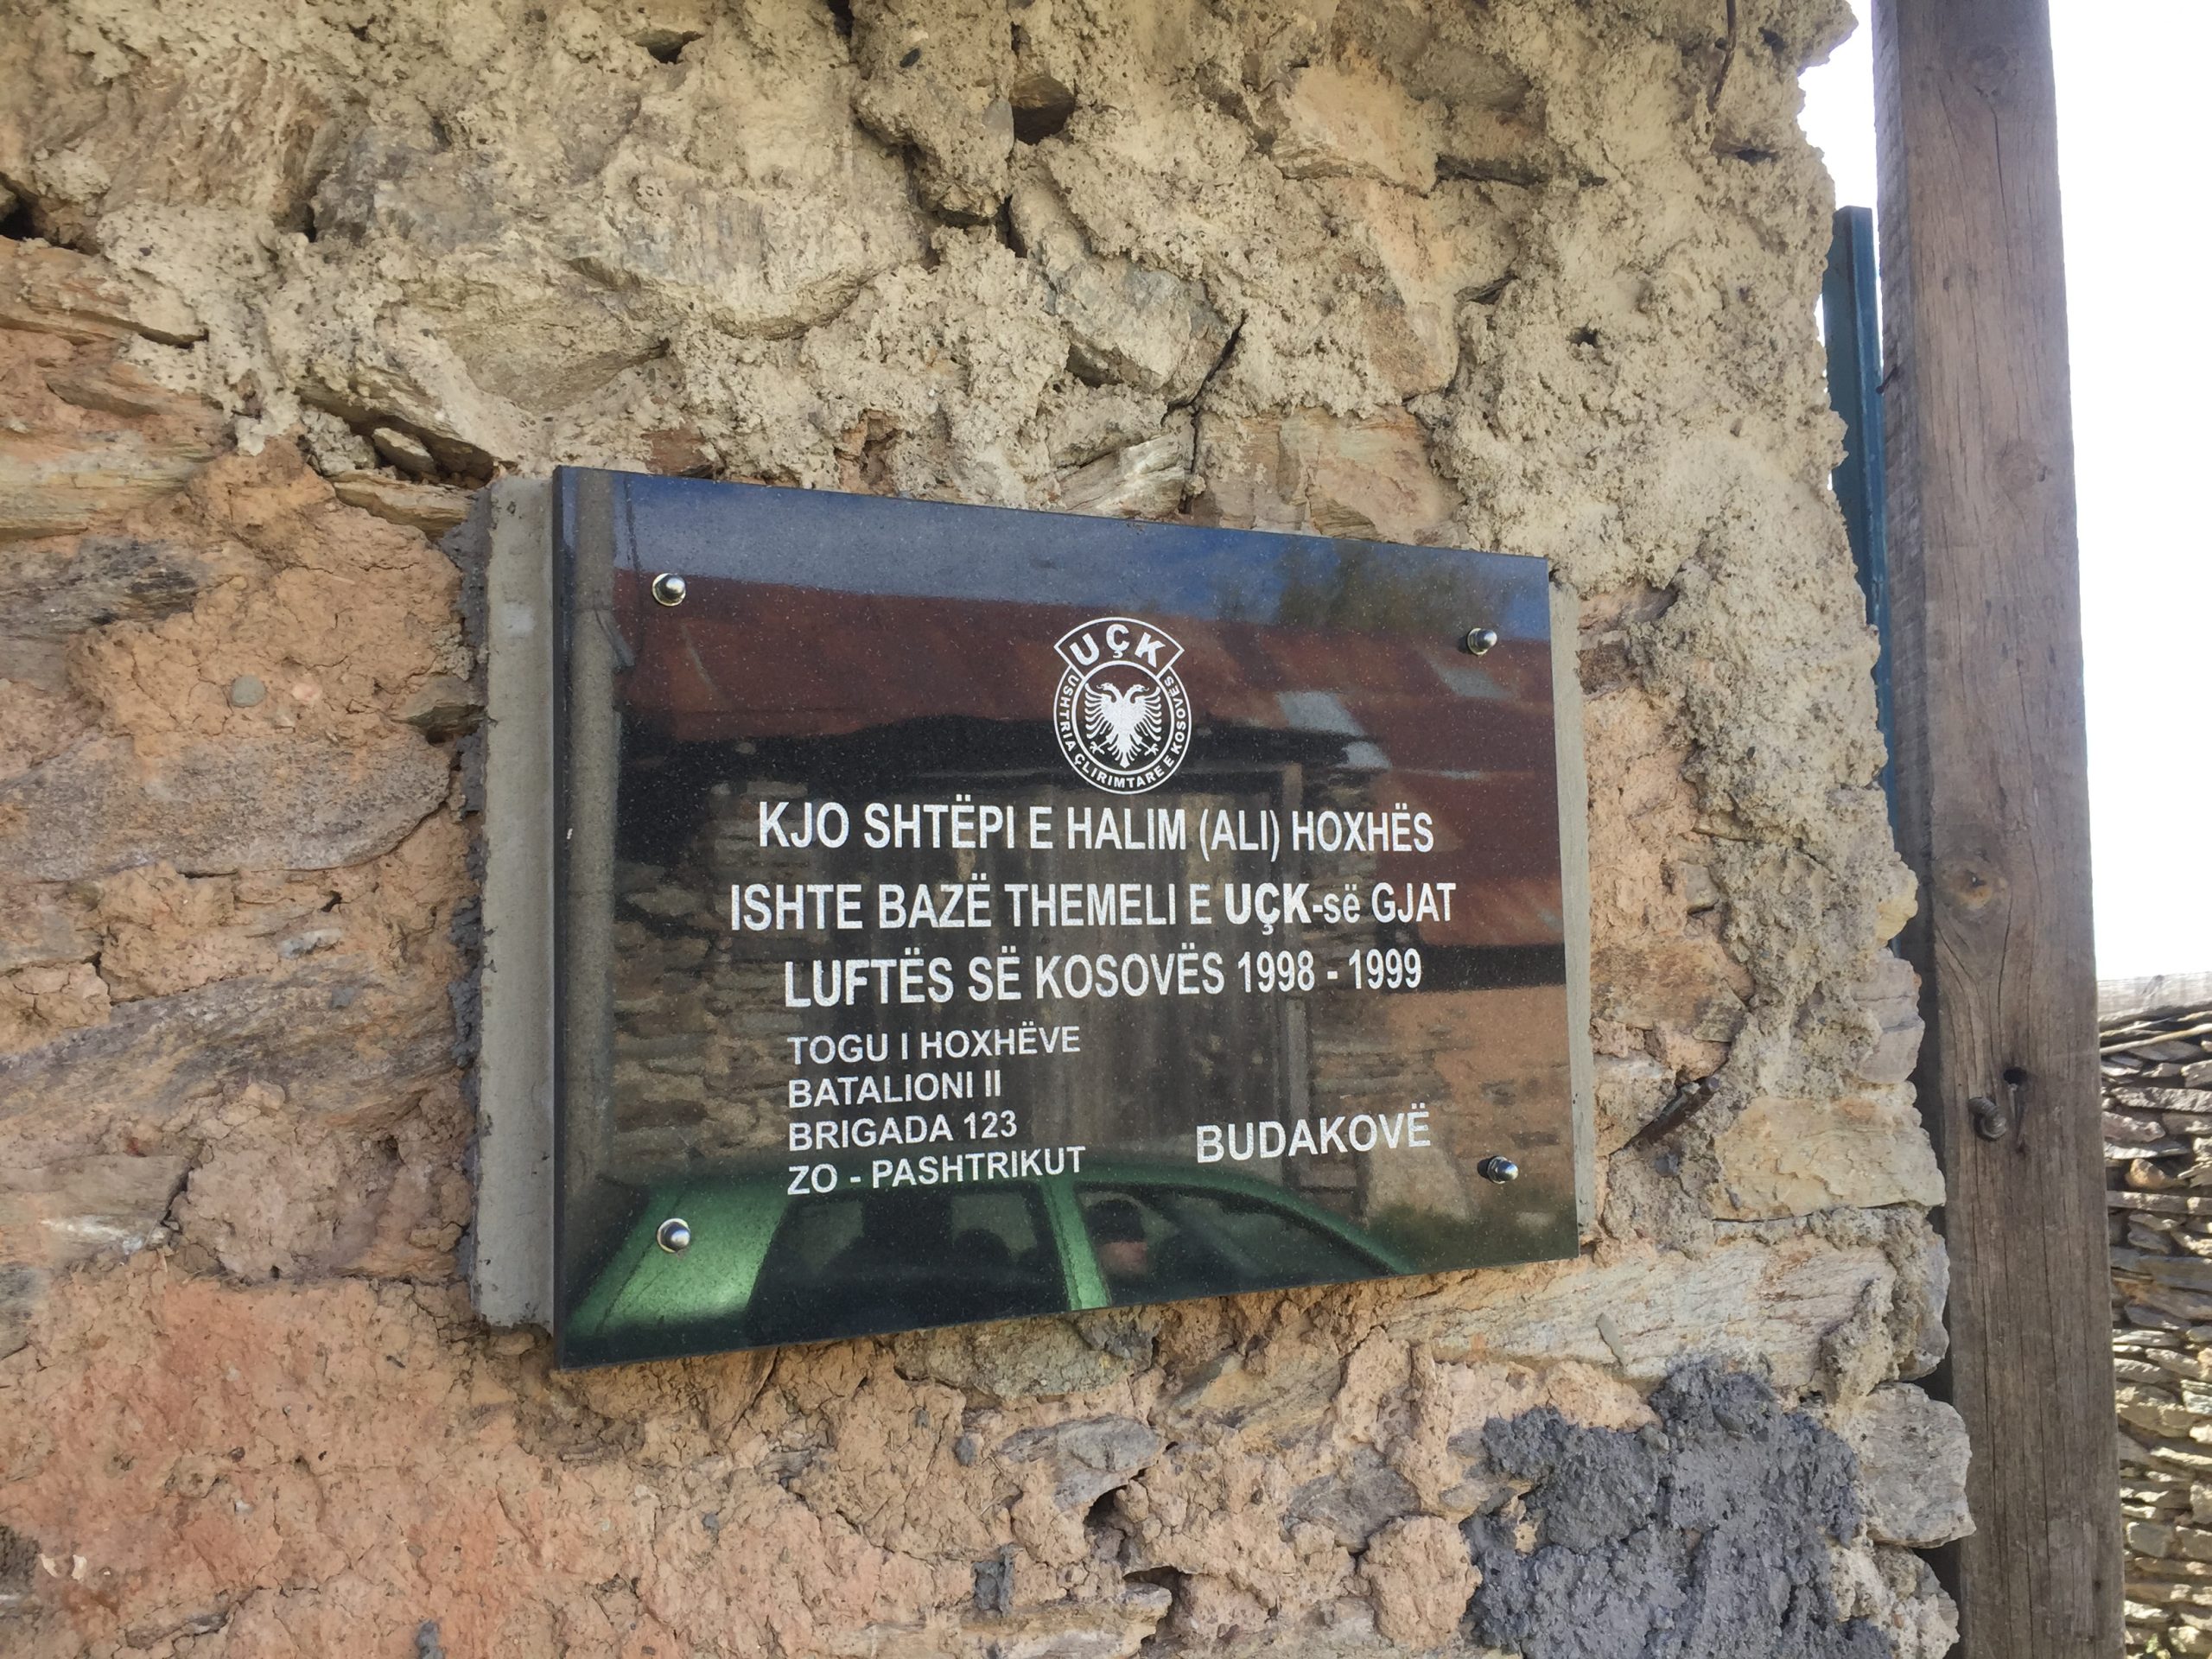 UÇK
USHTRIA ÇLIRIMTARE E KOSOVËS
KJO SHTËPI E HALIM (ALI) HOXHËS
ISHTE BAZË THEMELI E UÇK-së GJAT
LUFTËS SË KOSOVËS 1998 - 1999
TOGU I HOXHËVE
BATALIONI II
BRIGADA 123
ZO - PASHTRIKUT
BUDAKOVË